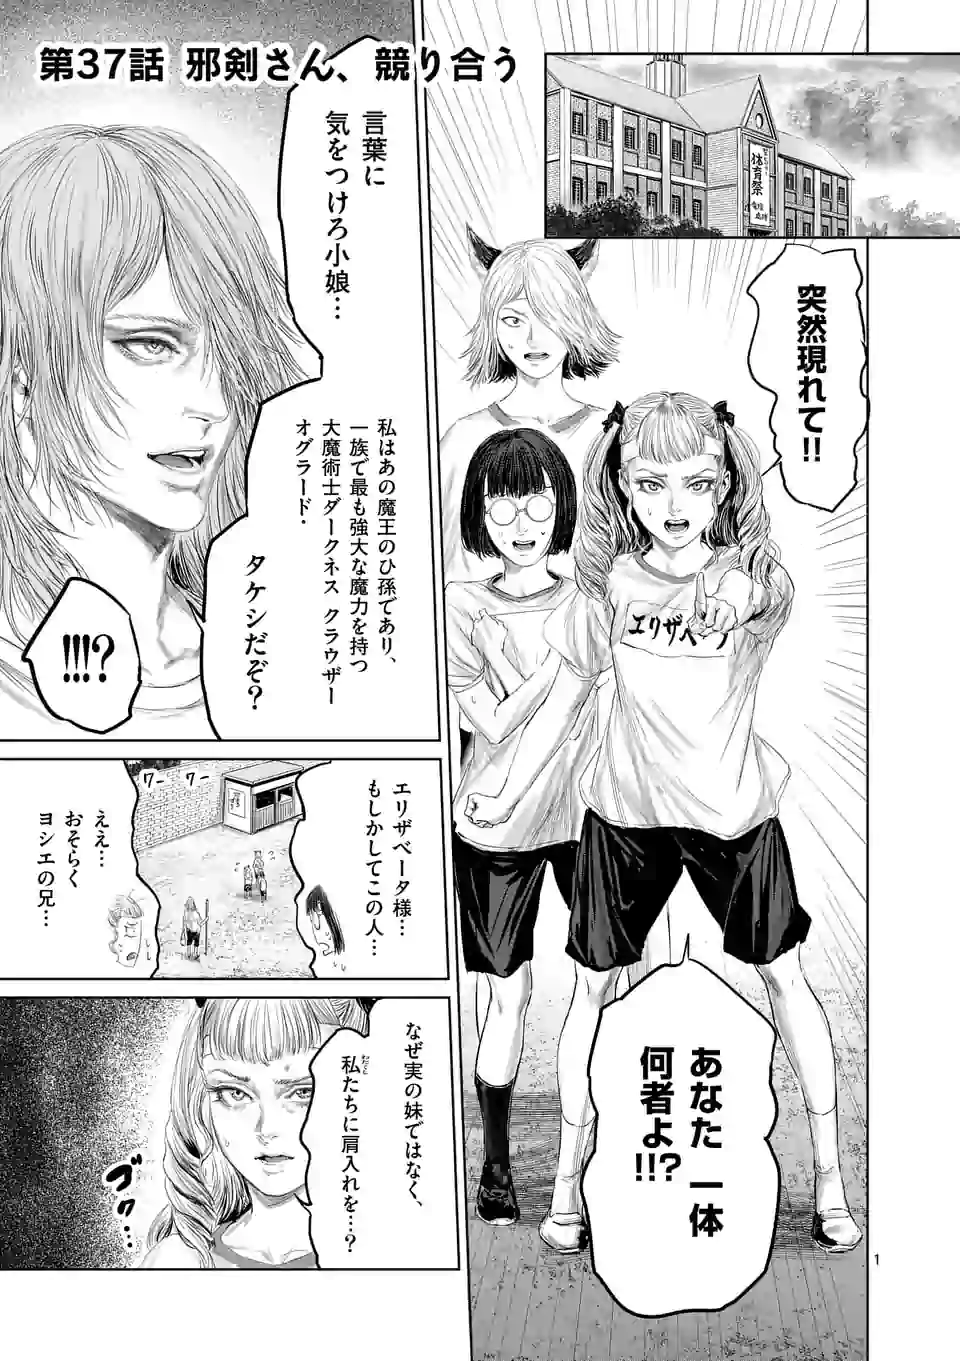 第37話 邪剣さん、競り合う
体育祭
突然現れて!!
エリザベ
あなた 一体
何者よ!!?
言葉に
気をつけろ小娘…
私はあの魔王のひ孫であり、
一族で最も強大な魔力を持つ
大魔術士ダークネス クラウザー
オグラード・
タケシだぞ?
!!!?
エリザベータ様…
もしかしてこの人…
ワー ワー
ええ…
おそらく
ヨシエの兄…
なぜ実の妹ではなく、
私たちに肩入れを…?
わたくし
ゴク…
1